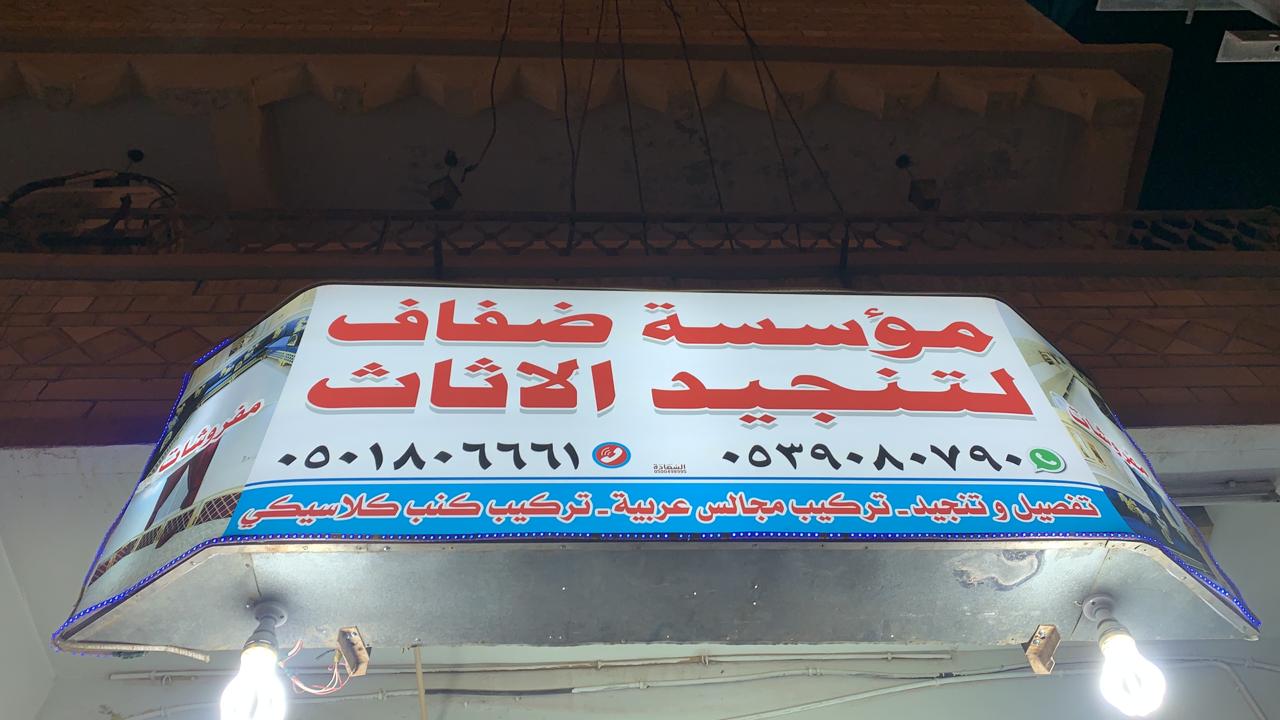 مؤسسة ضفاف
لتنجيد الاثاث
٠٥٣٩٠٨٠٧٩٠ ٠٥٠١٨٠٦٦٦١
تفصيل و تنجيد - تركيب مجالس عربية - تركيب كنب كلاسيكي
مفروشات